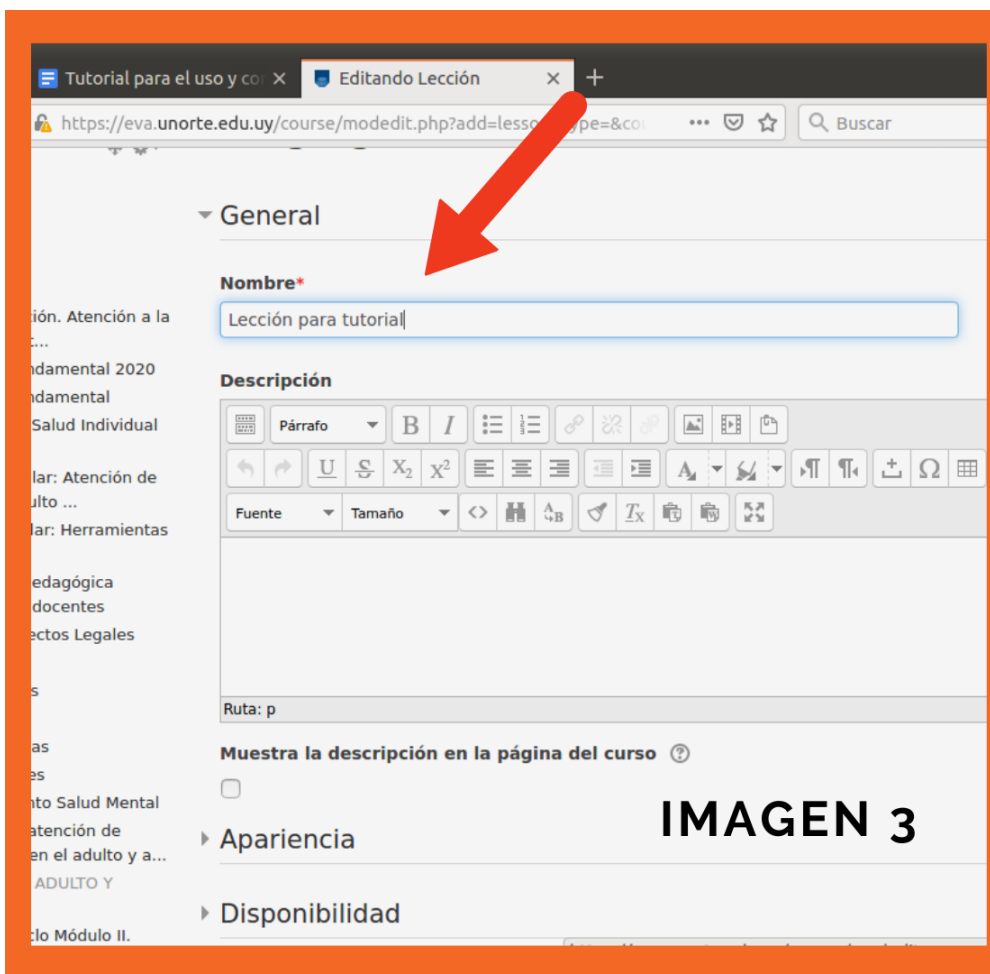 Tutorial para el uso y co
Editando Lección
https://eva.unorte.edu.uy/course/modedit.php?add=lesso ype=&co
Buscar
General
Nombre*
Lección para tutorial
Descripción
Párrafo
Fuente
Tamaño
Ruta: p
Muestra la descripción en la página del curso
Apariencia
Disponibilidad
ión. Atención a la
ndamental 2020
ndamental
Salud Individual
lar: Atención de
ulto ...
lar: Herramientas
edagógica
docentes
ectos Legales
s
as
es
nto Salud Mental
atención de
en el adulto y a...
ADULTO Y
clo Módulo II.
IMAGEN 3